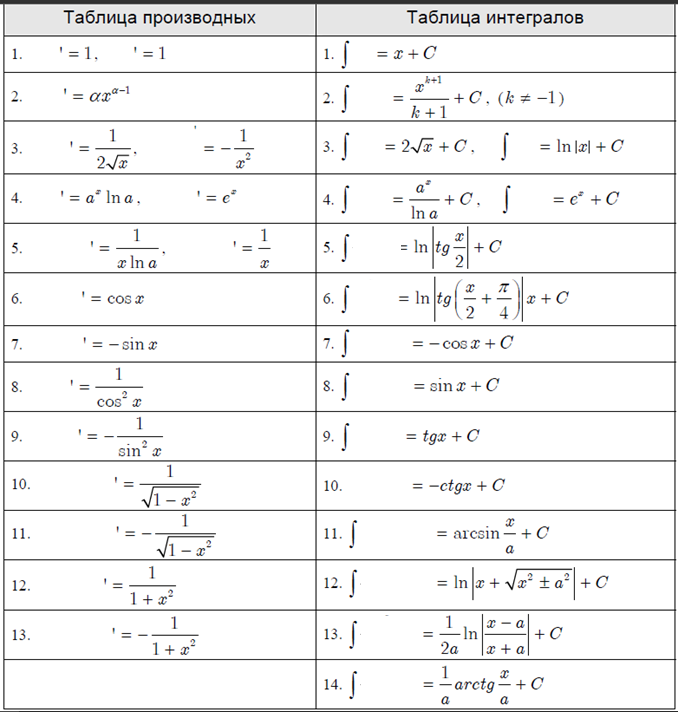 Таблица производных
Таблица интегралов
1. ' = 1, ' = 1
1. ∫ = x + C
2. ' = αx^(α−1)
2. ∫ = x^(k+1)/(k+1) + C, (k ≠ −1)
3. ' = 1/(2√x), ' = −1/x²
3. ∫ = 2√x + C, ∫ = ln|x| + C
4. ' = aˣ ln a, ' = eˣ
4. ∫ = aˣ/ln a + C, ∫ = eˣ + C
5. ' = 1/(x ln a), ' = 1/x
5. ∫ = ln|tg x/2| + C
6. ' = cos x
6. ∫ = ln|tg(x/2 + π/4)|x + C
7. ' = −sin x
7. ∫ = −cos x + C
8. ' = 1/cos² x
8. ∫ = sin x + C
9. ' = −1/sin² x
9. ∫ = tgx + C
10. ' = 1/√(1 − x²)
10. = −ctgx + C
11. ' = −1/√(1 − x²)
11. ∫ = arcsin x/a + C
12. ' = 1/(1 + x²)
12. ∫ = ln|x + √(x² ± a²)| + C
13. ' = −1/(1 + x²)
13. ∫ = 1/(2a) ln|(x − a)/(x + a)| + C
14. ∫ = 1/a arctg x/a + C